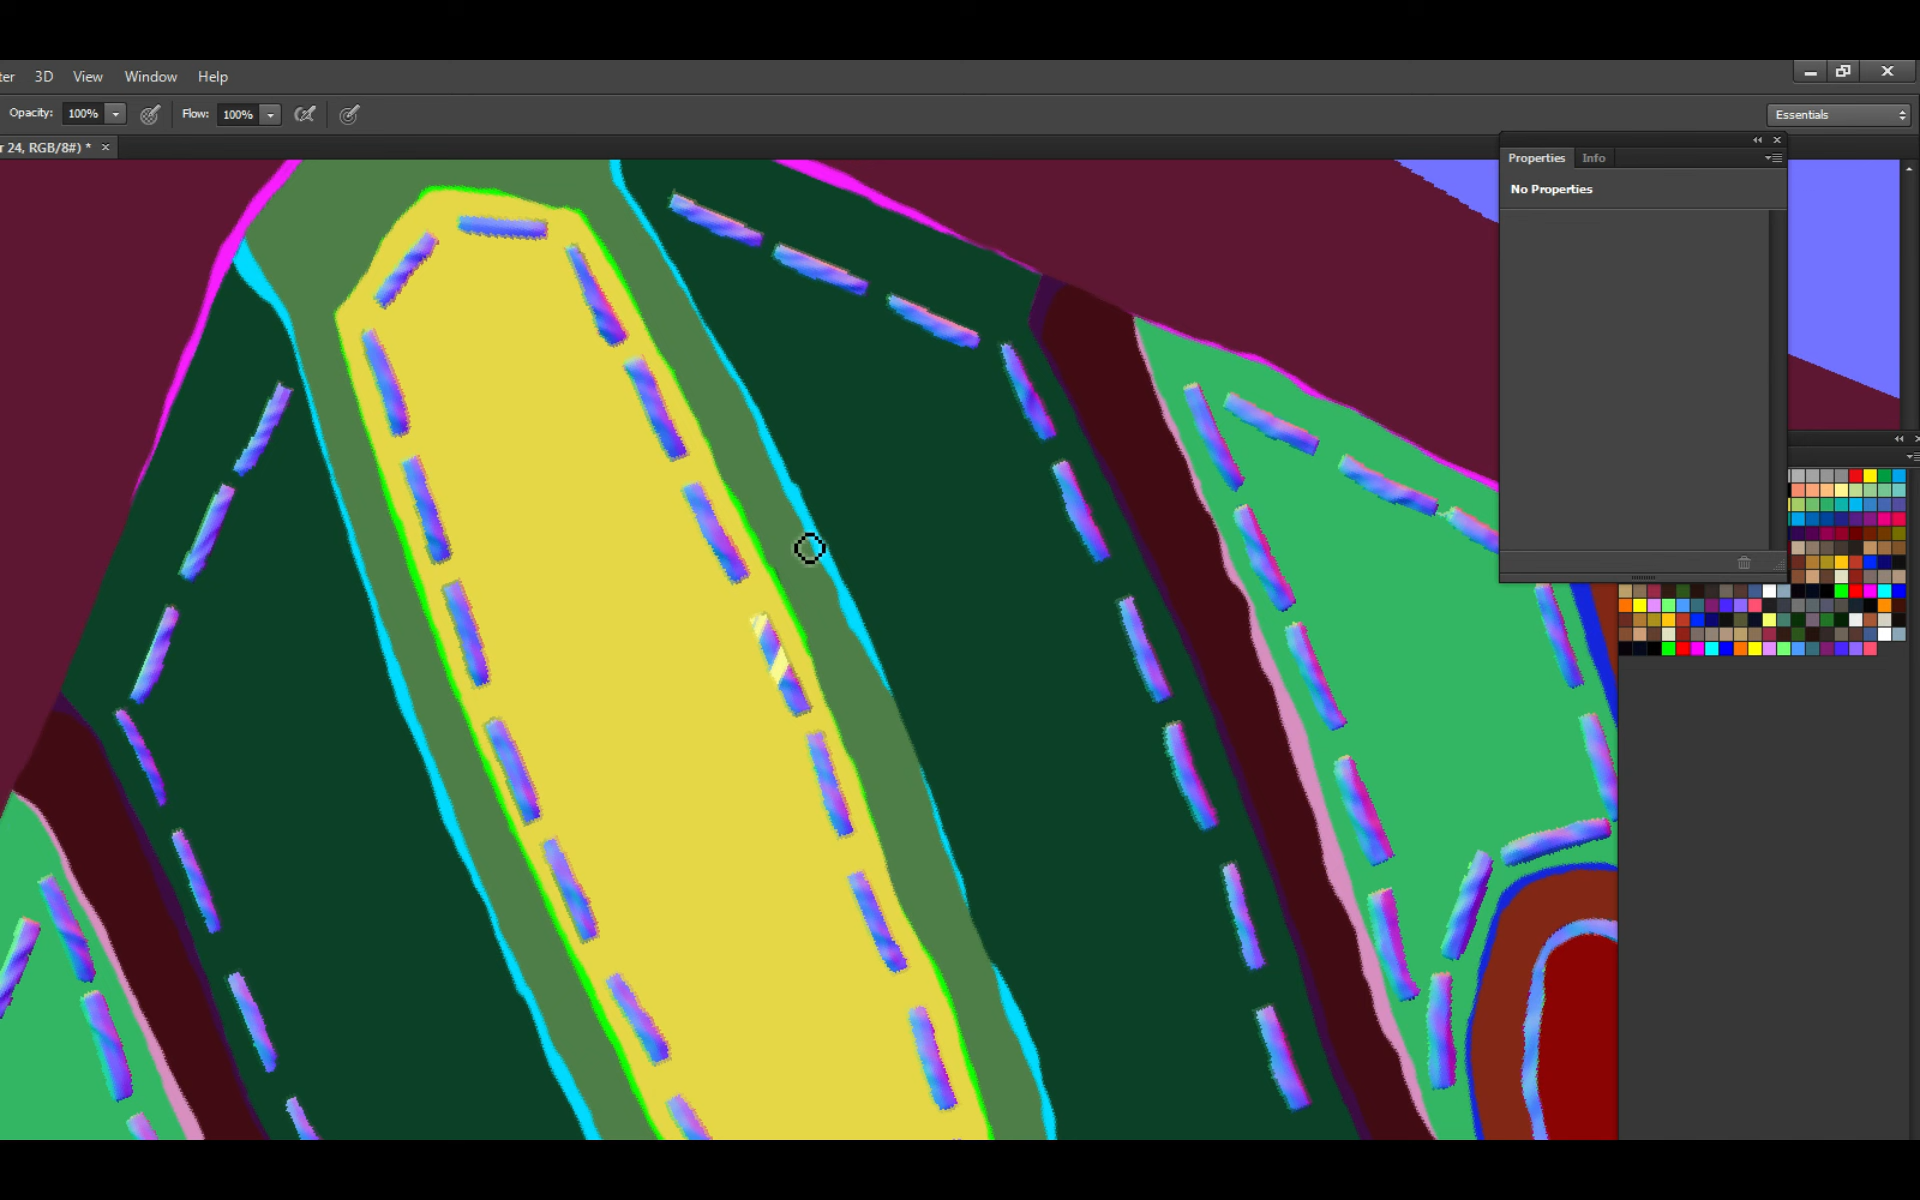 ter 3D View Window Help
Opacity: 100% Flow: 100% Essentials
r 24, RGB/8#) *
Properties Info
No Properties